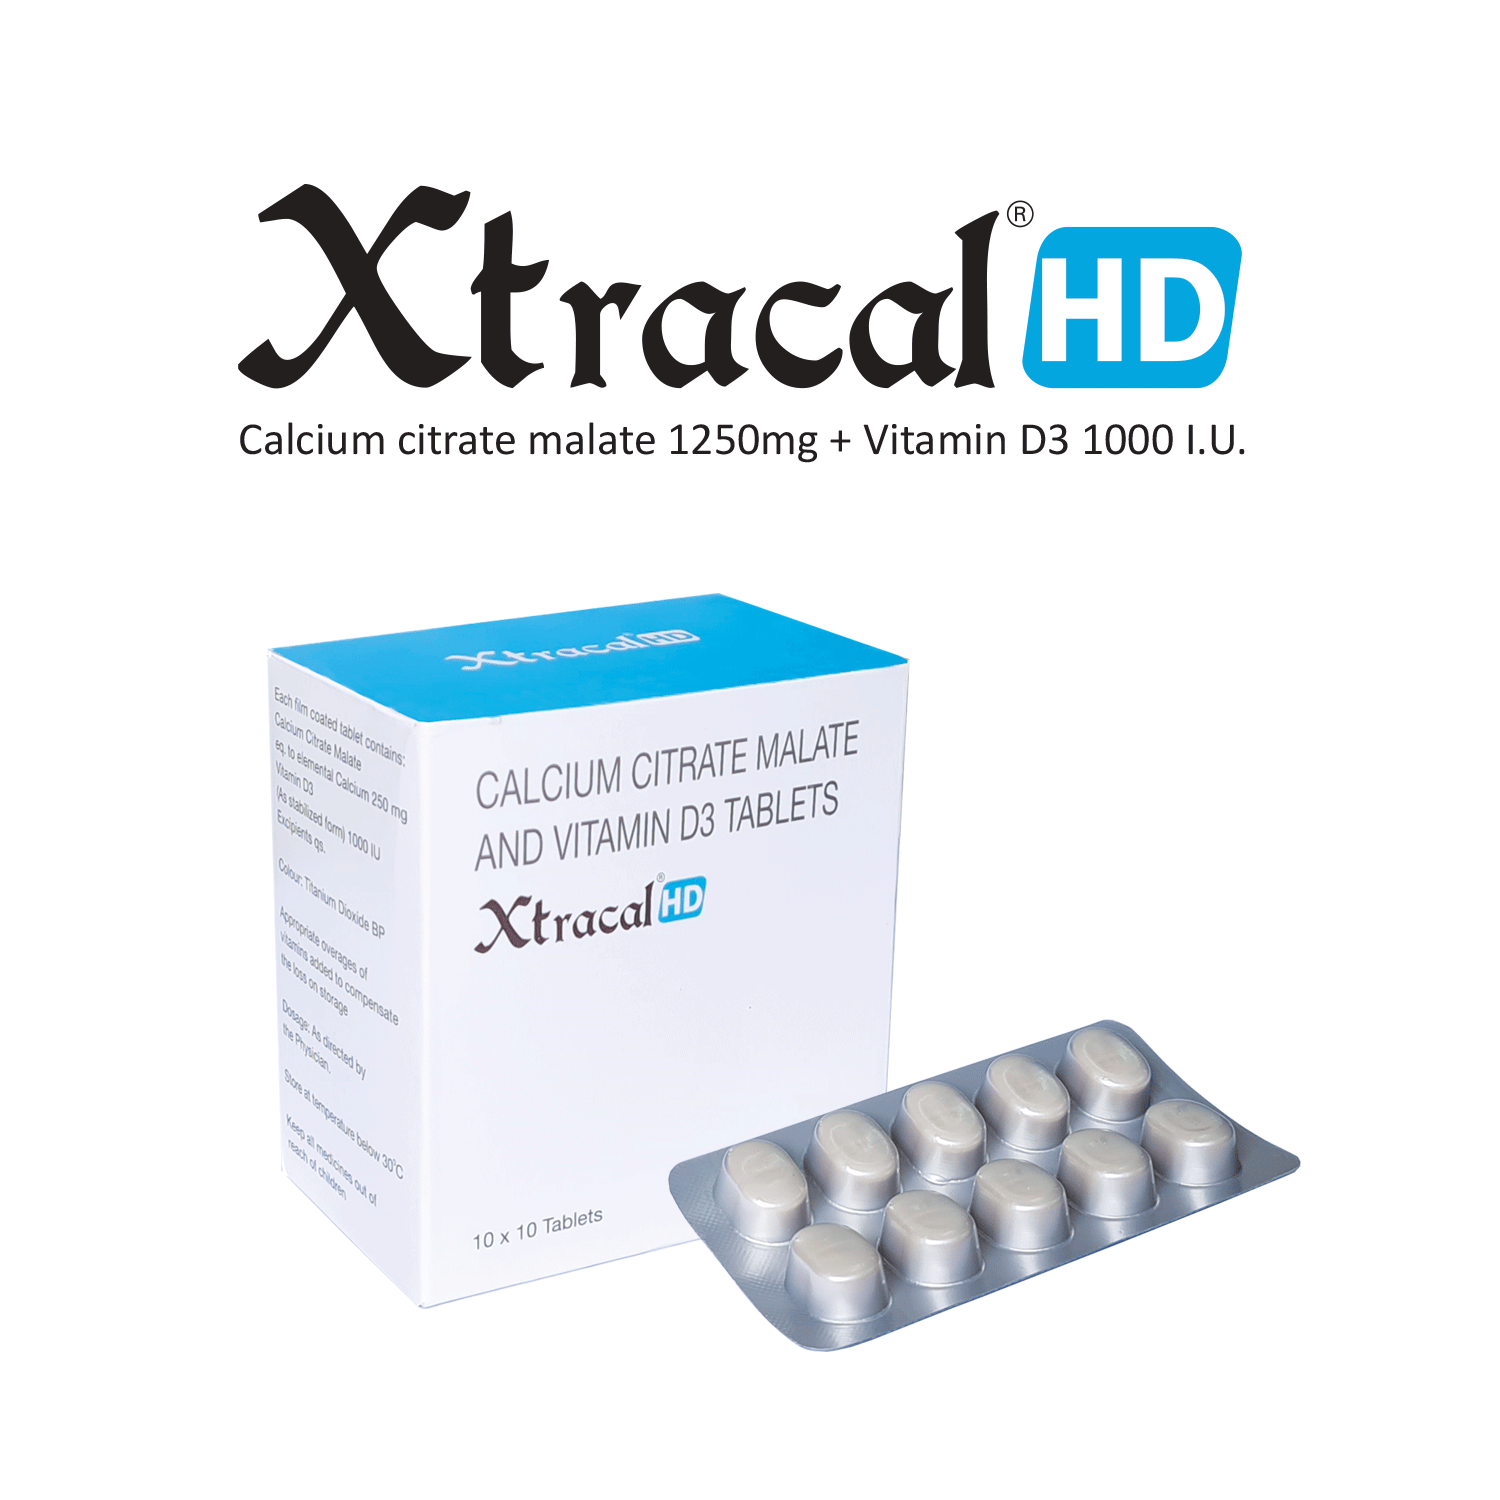 Xtracal® HD
Calcium citrate malate 1250mg + Vitamin D3 1000 I.U.
Xtracal® HD
Each film coated tablet contains:
Calcium Citrate Malate
eq. to elemental Calcium 250 mg
Vitamin D3
(As stabilized form) 1000 IU
Excipients qs.
Colour: Titanium Dioxide BP
Appropriate overages of
vitamins added to compensate
the loss on storage
Dosage: As directed by
the Physician.
Store at temperature below 30°C
Keep all medicines out of
reach of children
CALCIUM CITRATE MALATE
AND VITAMIN D3 TABLETS
Xtracal® HD
10 x 10 Tablets